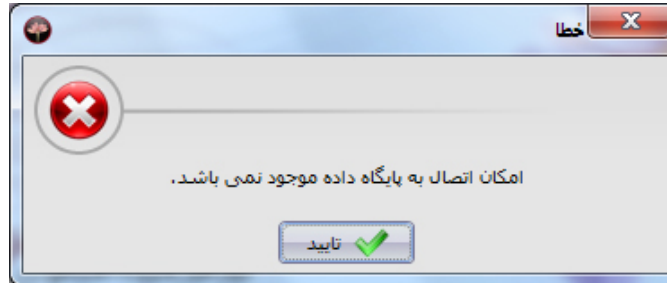 خطا
امکان اتصال به پایگاه داده موجود نمی باشد.
تایید